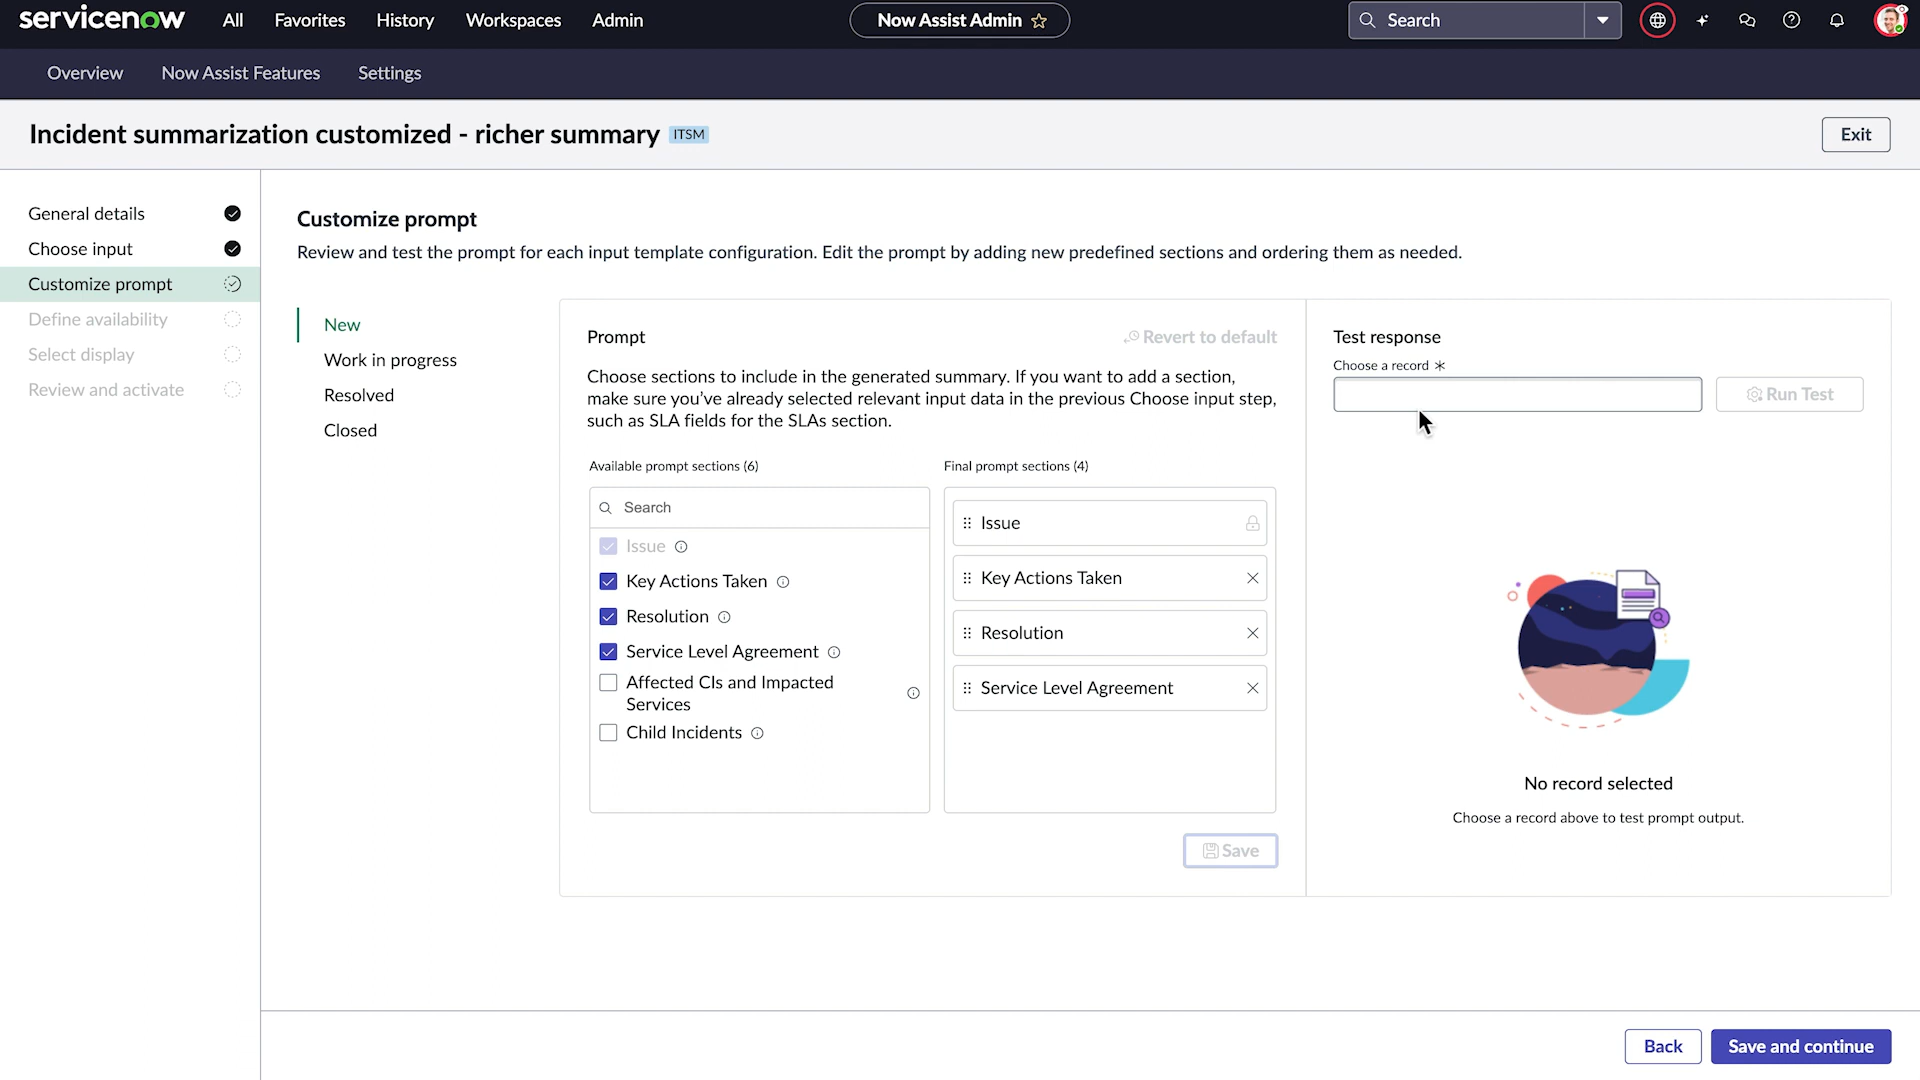 servicenow
All
Favorites
History
Workspaces
Admin
Now Assist Admin
Search
Overview
Now Assist Features
Settings
Incident summarization customized - richer summary
ITSM
Exit
General details
Choose input
Customize prompt
Define availability
Select display
Review and activate
Customize prompt
Review and test the prompt for each input template configuration. Edit the prompt by adding new predefined sections and ordering them as needed.
New
Work in progress
Resolved
Closed
Prompt
Revert to default
Choose sections to include in the generated summary. If you want to add a section,
make sure you've already selected relevant input data in the previous Choose input step,
such as SLA fields for the SLAs section.
Available prompt sections (6)
Search
Issue
Key Actions Taken
Resolution
Service Level Agreement
Affected CIs and Impacted
Services
Child Incidents
Final prompt sections (4)
Issue
Key Actions Taken
Resolution
Service Level Agreement
Save
Test response
Choose a record *
Run Test
No record selected
Choose a record above to test prompt output.
Back
Save and continue